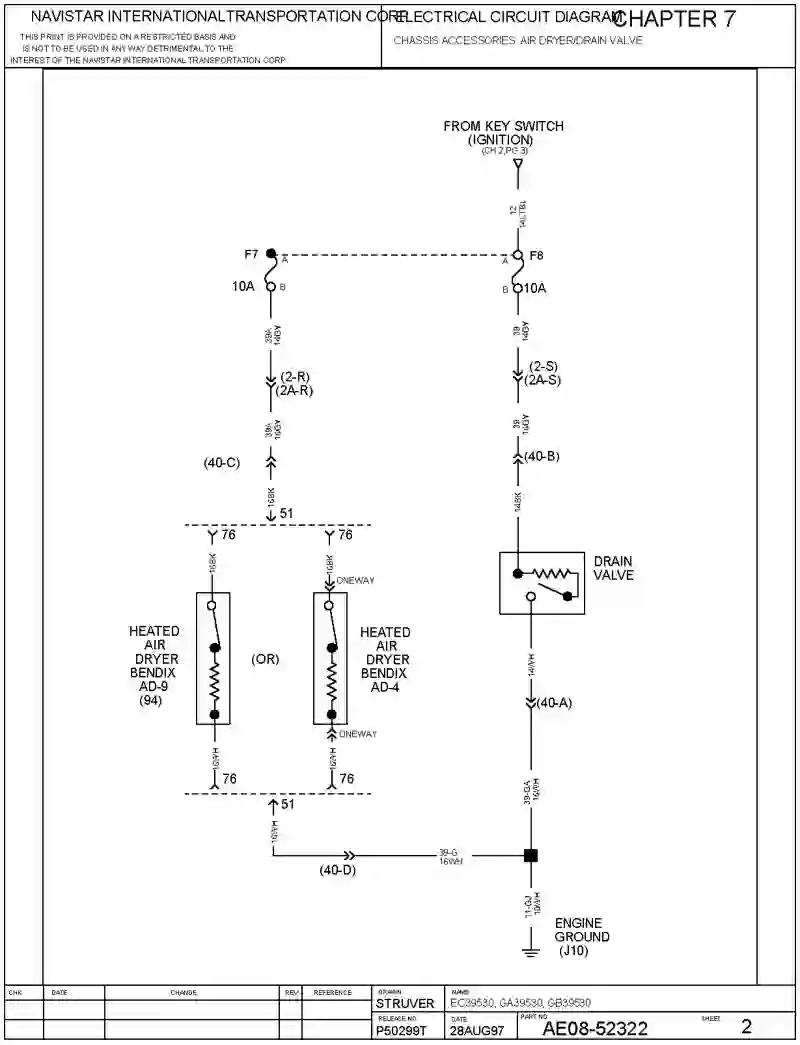 NAVISTAR INTERNATIONAL TRANSPORTATION CORP.
THIS PRINT IS PROVIDED ON A RESTRICTED BASIS AND
IS NOT TO BE USED IN ANY WAY DETRIMENTAL TO THE
INTEREST OF THE NAVISTAR INTERNATIONAL TRANSPORTATION CORP
ELECTRICAL CIRCUIT DIAGRAM
CHAPTER 7
CHASSIS ACCESSORIES AIR DRYER/DRAIN VALVE
FROM KEY SWITCH
(IGNITION)
(CH 2, PG 3)
12
F7
A
A
F8
10A
B
B
10A
39A
14GY
39
14GY
(2-R)
(2A-R)
(2-S)
(2A-S)
39A
16GY
39
16GY
(40-C)
(40-B)
16BK
14BK
51
76
76
16BK
16BK
ONEWAY
DRAIN
VALVE
HEATED
AIR
DRYER
BENDIX
AD-9
(94)
(OR)
HEATED
AIR
DRYER
BENDIX
AD-4
14WH
(40-A)
ONEWAY
16WH
16WH
76
76
51
39-GA
16WH
16WH
(40-D)
39-G
16WH
11-GJ
10WH
ENGINE
GROUND
(J10)
CHK
DATE
CHANGE
REV
REFERENCE
DRAWN
STRUVER
NAME
EC39530, GA39530, GB39530
RELEASE NO.
P50299T
DATE
28AUG97
PART NO.
AE08-52322
SHEET
2